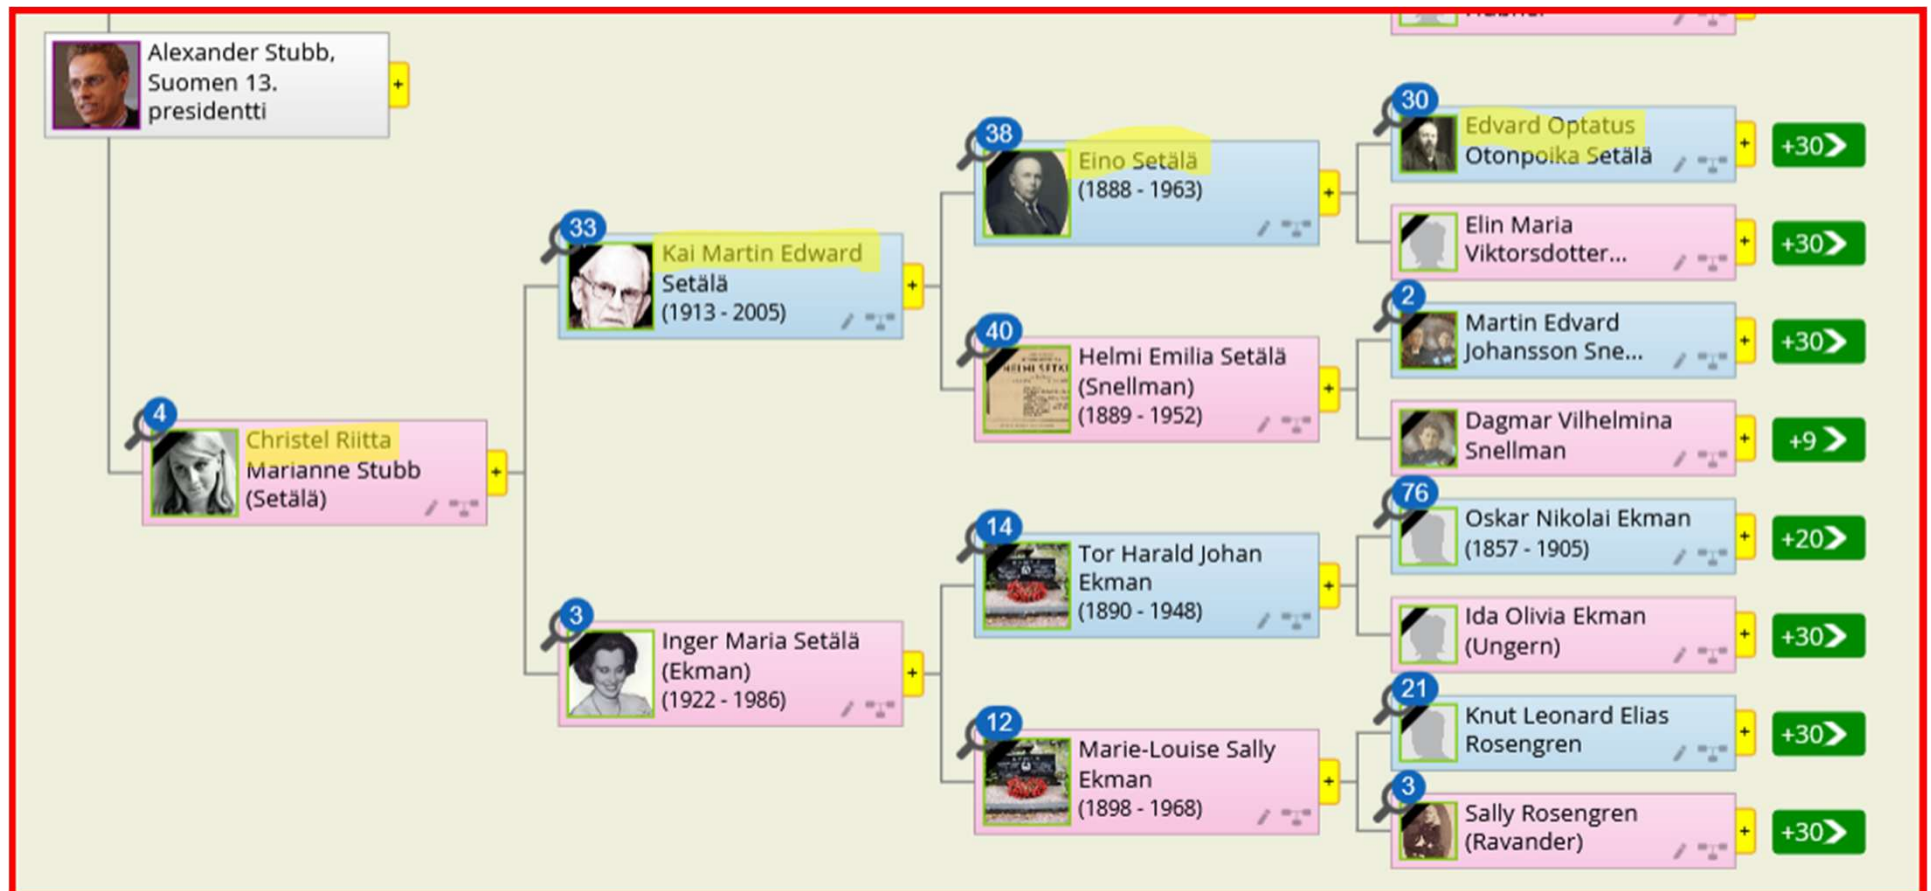 Alexander Stubb,
Suomen 13.
presidentti
+
4
Christel Riitta
Marianne Stubb
(Setälä)
+
33
Kai Martin Edward
Setälä
(1913 - 2005)
+
3
Inger Maria Setälä
(Ekman)
(1922 - 1986)
+
38
Eino Setälä
(1888 - 1963)
+
40
Helmi Emilia Setälä
(Snellman)
(1889 - 1952)
+
14
Tor Harald Johan
Ekman
(1890 - 1948)
+
12
Marie-Louise Sally
Ekman
(1898 - 1968)
+
30
Edvard Optatus
Otonpoika Setälä
+
+30
Elin Maria
Viktorsdotter...
+
+30
2
Martin Edvard
Johansson Sne...
+
+30
Dagmar Vilhelmina
Snellman
+
+9
76
Oskar Nikolai Ekman
(1857 - 1905)
+
+20
Ida Olivia Ekman
(Ungern)
+
+30
21
Knut Leonard Elias
Rosengren
+
+30
3
Sally Rosengren
(Ravander)
+
+30